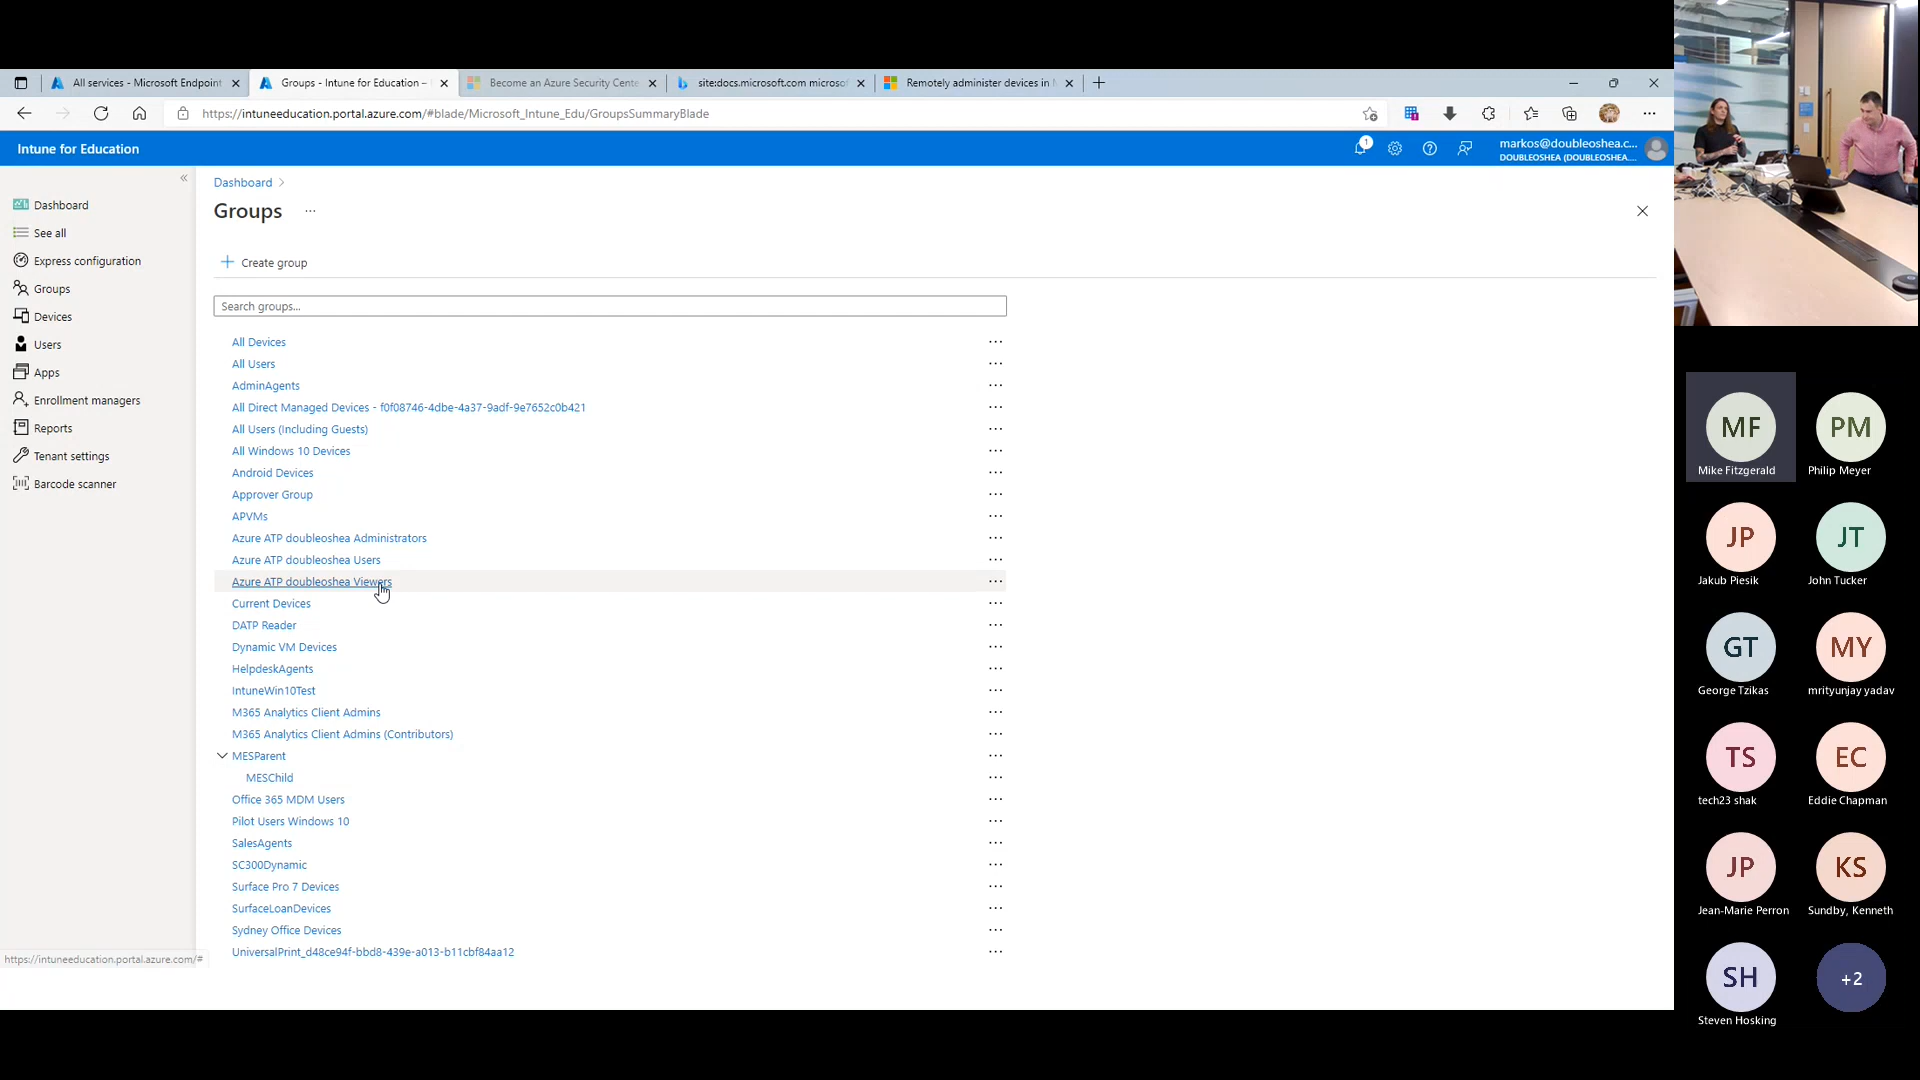 All services - Microsoft Endpoint
Groups - Intune for Education –
Become an Azure Security Cente
site:docs.microsoft.com microsof
Remotely administer devices in
https://intuneeducation.portal.azure.com/#blade/Microsoft_Intune_Edu/GroupsSummaryBlade
Intune for Education
1
markos@doubleoshea.c...
DOUBLEOSHEA (DOUBLEOSHEA....
Dashboard
See all
Express configuration
Groups
Devices
Users
Apps
Enrollment managers
Reports
Tenant settings
Barcode scanner
Dashboard >
Groups ...
+ Create group
Search groups...
All Devices
All Users
AdminAgents
All Direct Managed Devices - f0f08746-4dbe-4a37-9adf-9e7652c0b421
All Users (Including Guests)
All Windows 10 Devices
Android Devices
Approver Group
APVMs
Azure ATP doubleoshea Administrators
Azure ATP doubleoshea Users
Azure ATP doubleoshea Viewers
Current Devices
DATP Reader
Dynamic VM Devices
HelpdeskAgents
IntuneWin10Test
M365 Analytics Client Admins
M365 Analytics Client Admins (Contributors)
MESParent
MESChild
Office 365 MDM Users
Pilot Users Windows 10
SalesAgents
SC300Dynamic
Surface Pro 7 Devices
SurfaceLoanDevices
Sydney Office Devices
UniversalPrint_d48ce94f-bbd8-439e-a013-b11cbf84aa12
https://intuneeducation.portal.azure.com/#
MF
Mike Fitzgerald
PM
Philip Meyer
JP
Jakub Piesik
JT
John Tucker
GT
George Tzikas
MY
mrityunjay yadav
TS
tech23 shak
EC
Eddie Chapman
JP
Jean-Marie Perron
KS
Sundby, Kenneth
SH
Steven Hosking
+2